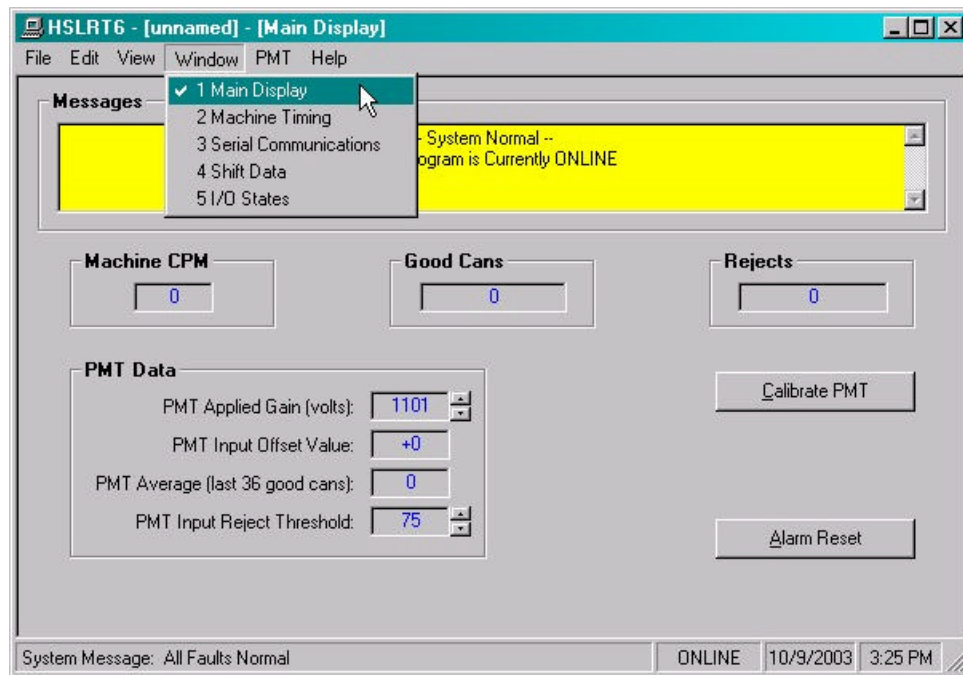 HSLRT6 - [unnamed] - [Main Display]
File Edit View Window PMT Help
✓ 1 Main Display
2 Machine Timing
3 Serial Communications
4 Shift Data
5 I/O States
Messages
System Normal --
is Currently ONLINE
Machine CPM
0
Good Cans
0
Rejects
0
PMT Data
PMT Applied Gain (volts): 1101
PMT Input Offset Value: +0
PMT Average (last 36 good cans): 0
PMT Input Reject Threshold: 75
Calibrate PMT
Alarm Reset
System Message: All Faults Normal
ONLINE 10/9/2003 3:25 PM